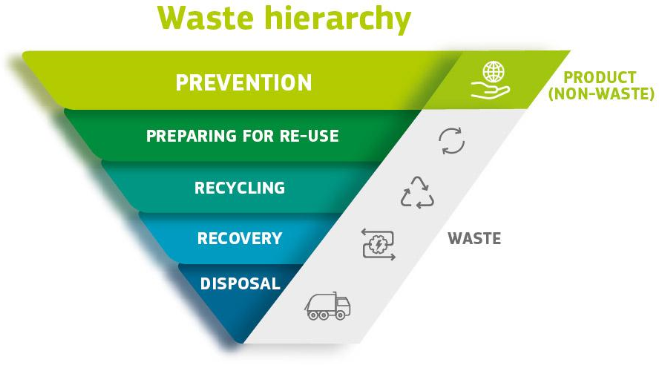 Waste hierarchy
PREVENTION
PRODUCT
(NON-WASTE)
PREPARING FOR RE-USE
RECYCLING
RECOVERY
WASTE
DISPOSAL